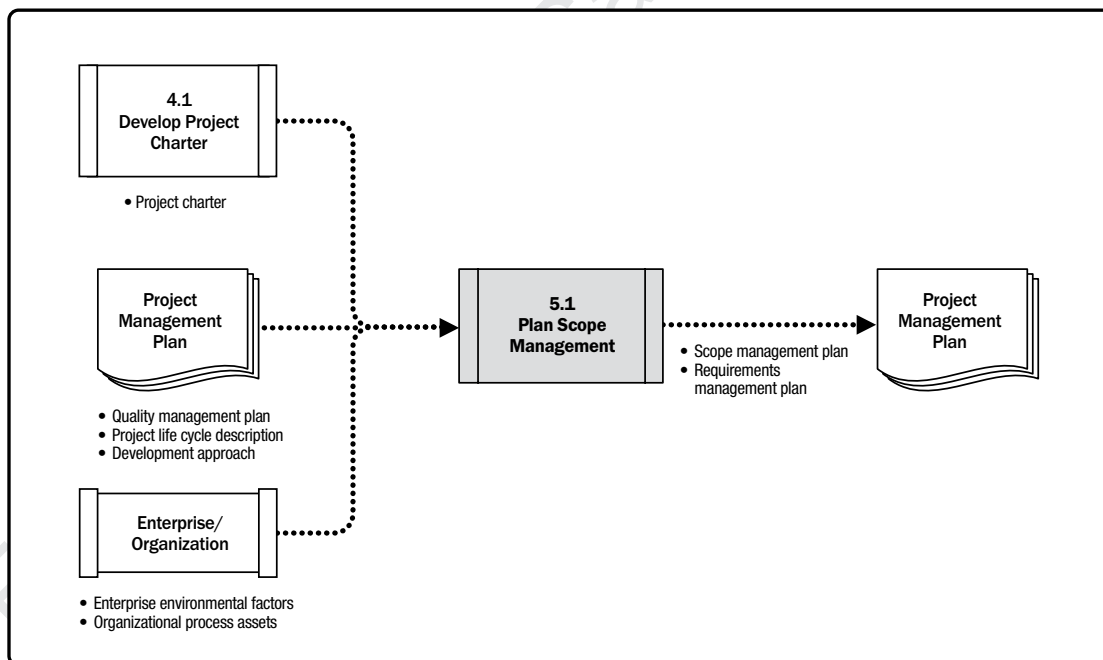 4.1
Develop Project
Charter
• Project charter
Project
Management
Plan
• Quality management plan
• Project life cycle description
• Development approach
Enterprise/
Organization
• Enterprise environmental factors
• Organizational process assets
5.1
Plan Scope
Management
• Scope management plan
• Requirements
management plan
Project
Management
Plan